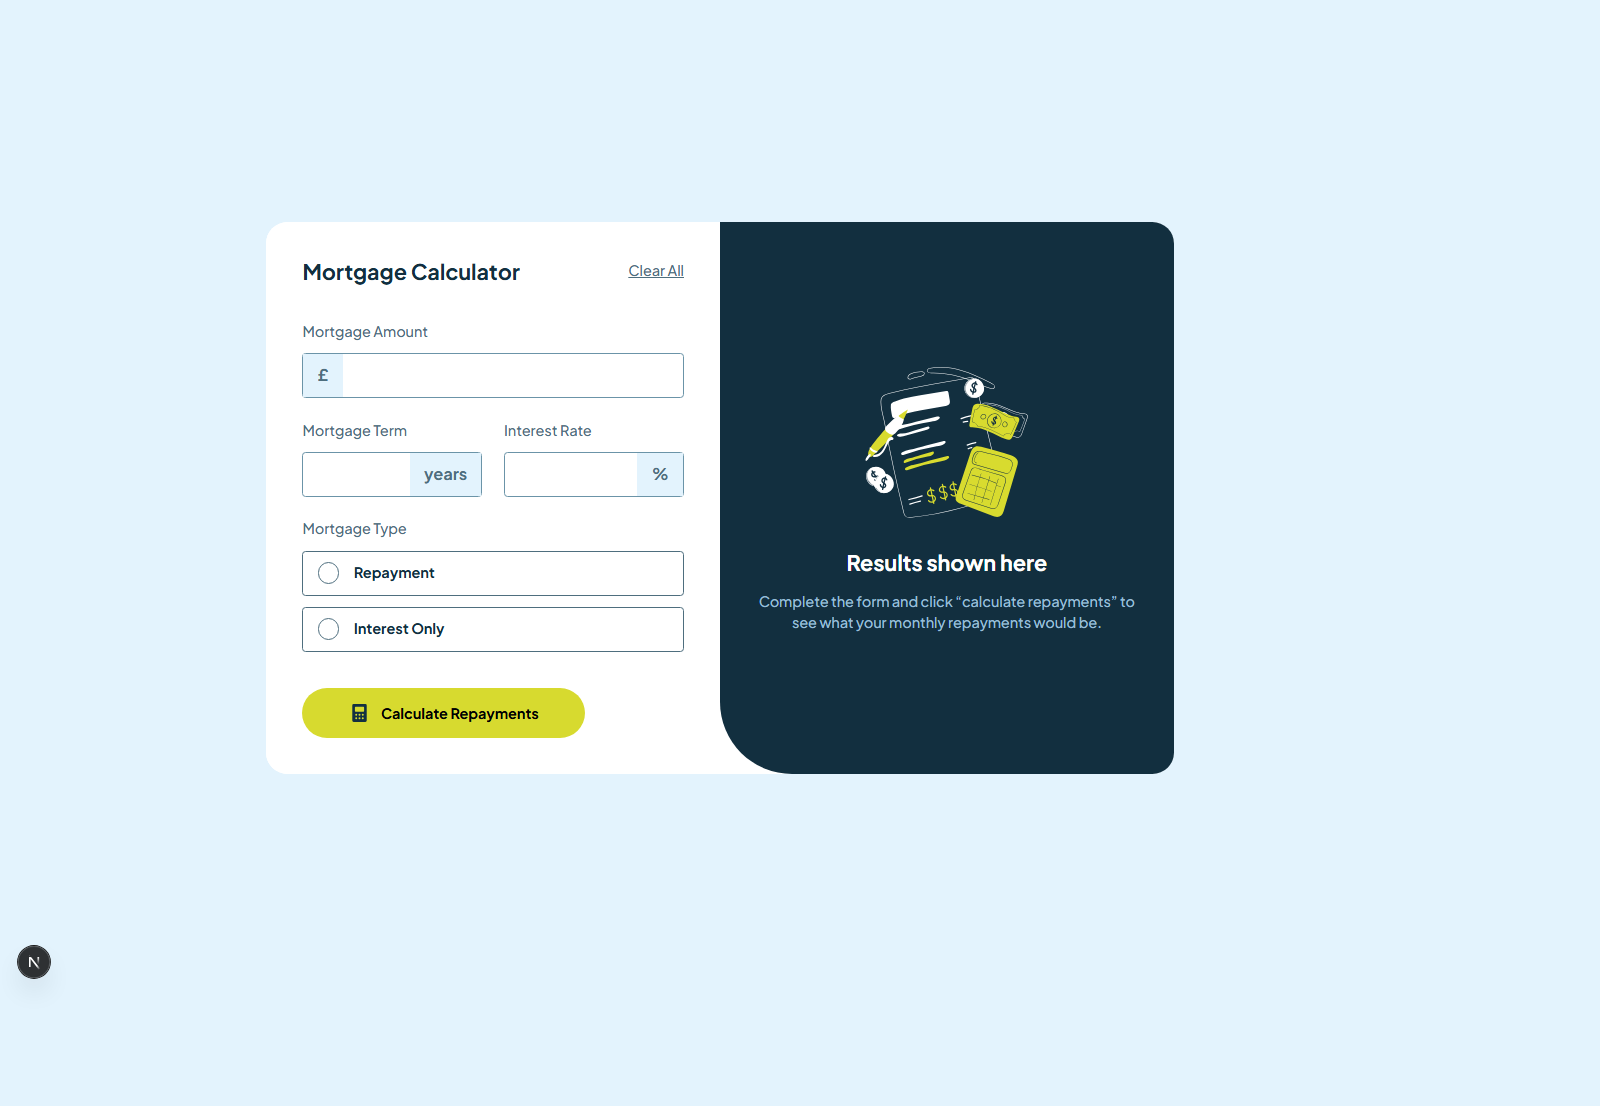 Mortgage Calculator
Clear All
Mortgage Amount
£
Mortgage Term
Interest Rate
years
%
Mortgage Type
Repayment
Interest Only
Calculate Repayments
$
$
$
$
$$$
Results shown here
Complete the form and click “calculate repayments” to
see what your monthly repayments would be.
N